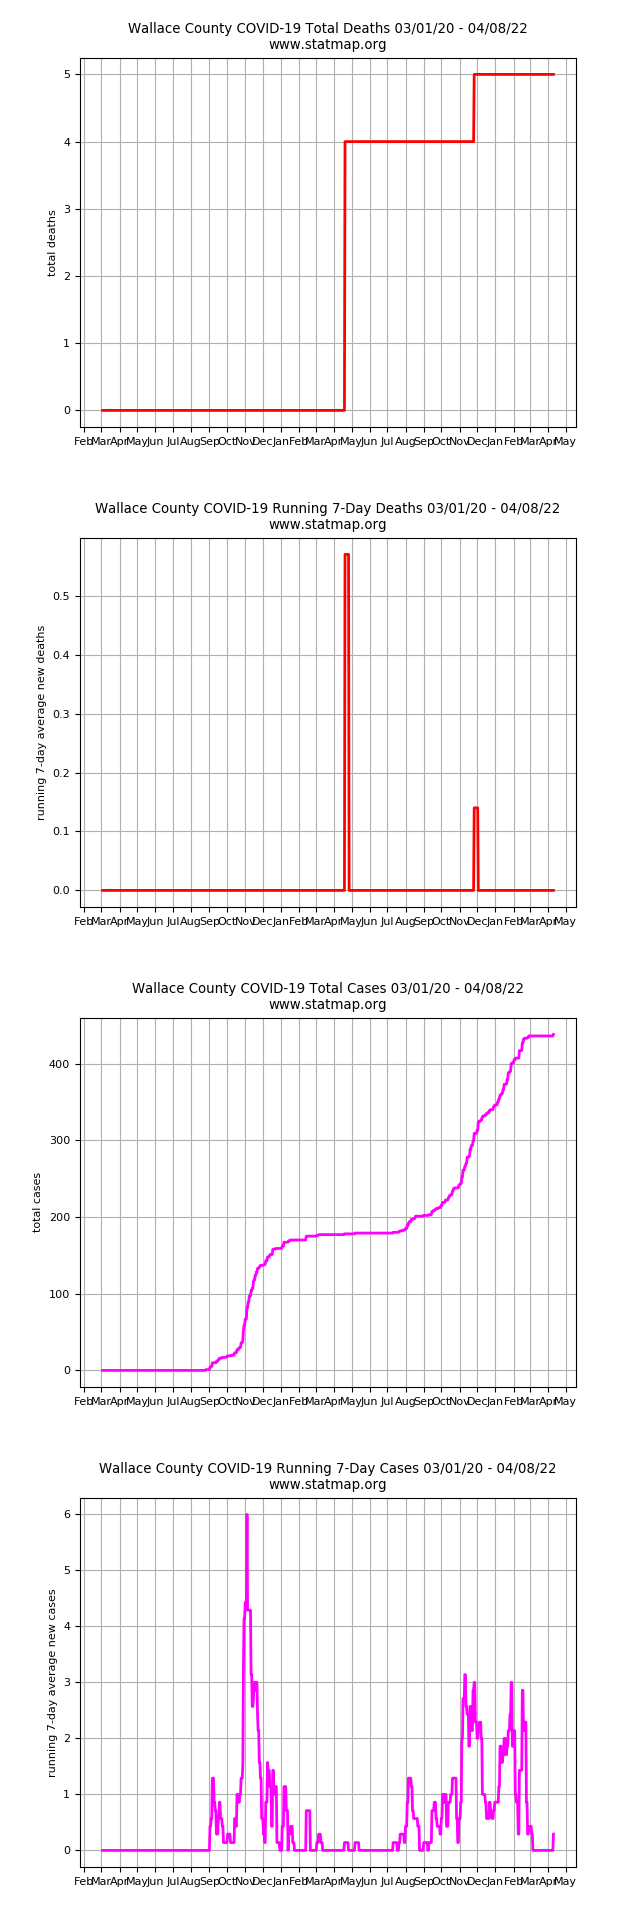 Wallace County COVID-19 Total Deaths 03/01/20 - 04/08/22
www.statmap.org
5
4
3
2
1
0
total deaths
Feb Mar Apr May Jun Jul Aug Sep Oct Nov Dec Jan Feb Mar Apr May Jun Jul Aug Sep Oct Nov Dec Jan Feb Mar Apr May
Wallace County COVID-19 Running 7-Day Deaths 03/01/20 - 04/08/22
www.statmap.org
0.5
0.4
0.3
0.2
0.1
0.0
running 7-day average new deaths
Feb Mar Apr May Jun Jul Aug Sep Oct Nov Dec Jan Feb Mar Apr May Jun Jul Aug Sep Oct Nov Dec Jan Feb Mar Apr May
Wallace County COVID-19 Total Cases 03/01/20 - 04/08/22
www.statmap.org
400
300
200
100
0
total cases
Feb Mar Apr May Jun Jul Aug Sep Oct Nov Dec Jan Feb Mar Apr May Jun Jul Aug Sep Oct Nov Dec Jan Feb Mar Apr May
Wallace County COVID-19 Running 7-Day Cases 03/01/20 - 04/08/22
www.statmap.org
6
5
4
3
2
1
0
running 7-day average new cases
Feb Mar Apr May Jun Jul Aug Sep Oct Nov Dec Jan Feb Mar Apr May Jun Jul Aug Sep Oct Nov Dec Jan Feb Mar Apr May